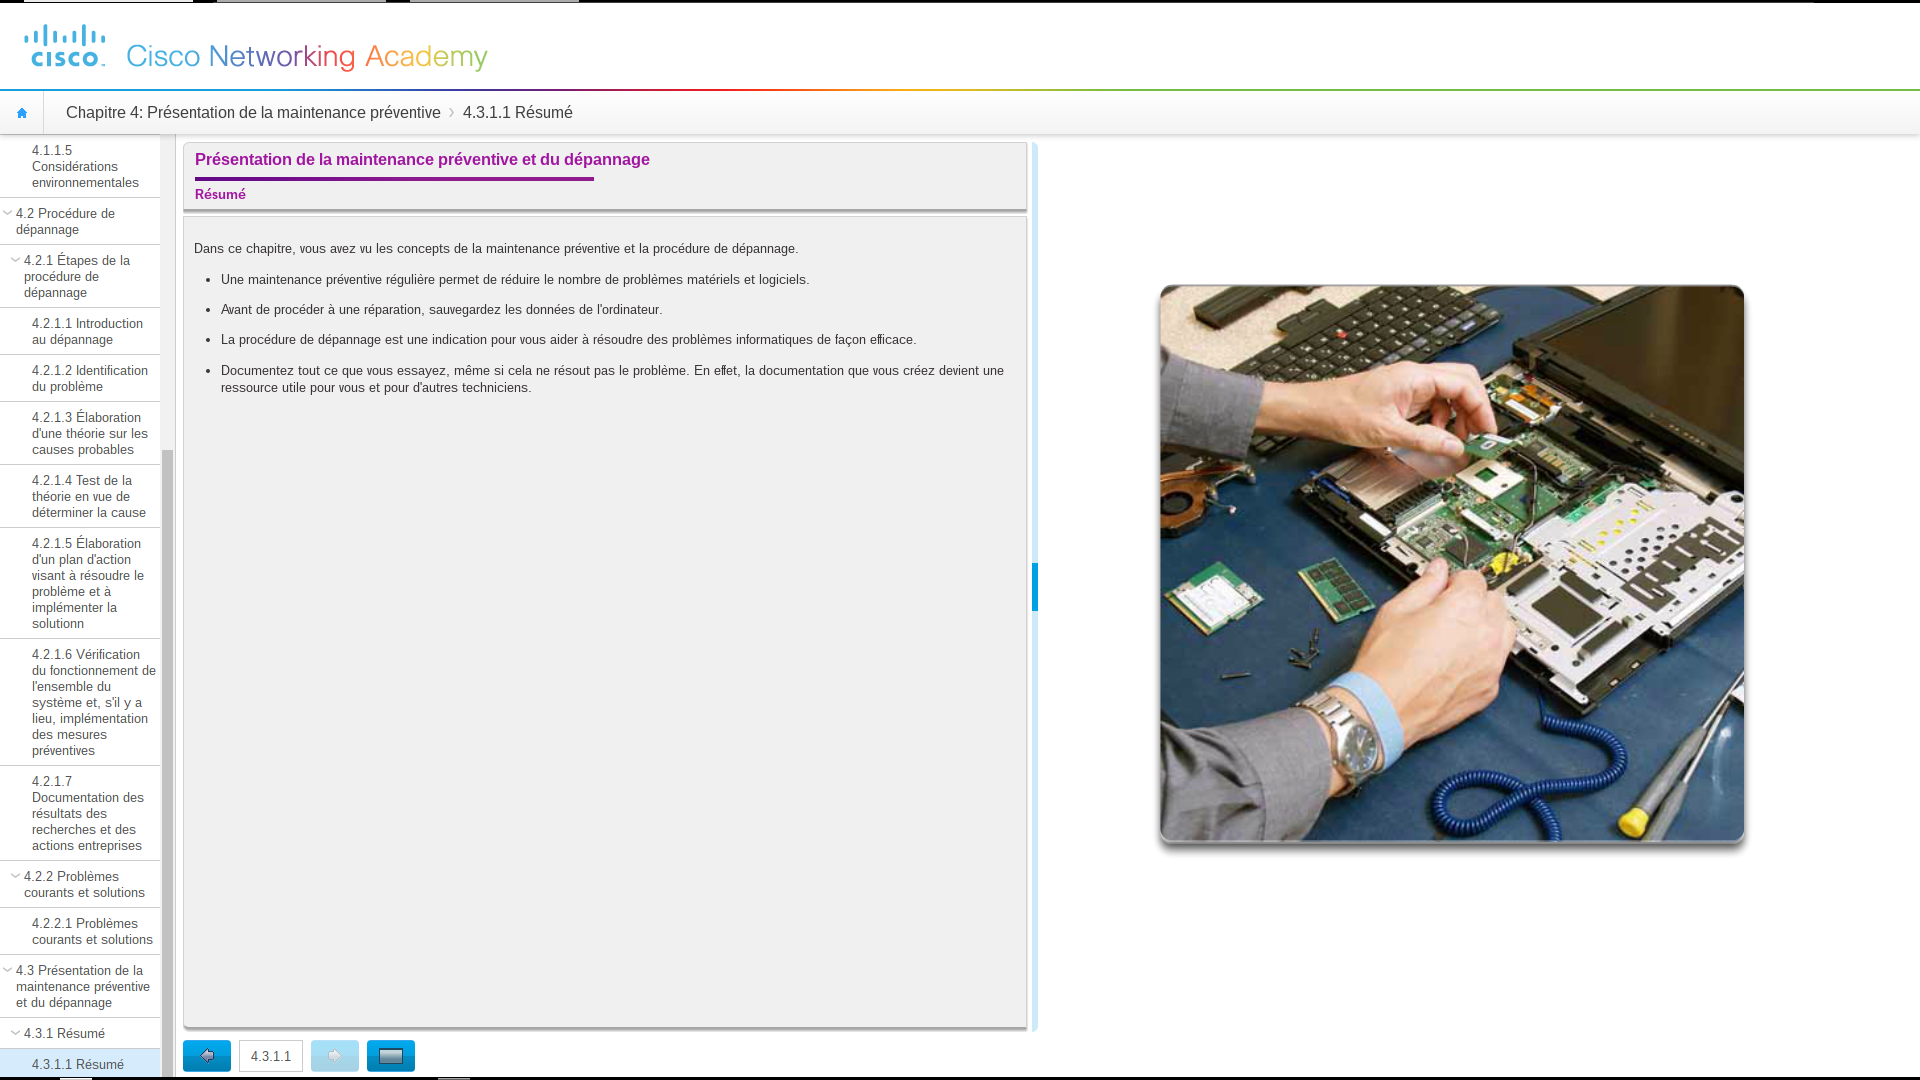 cisco
Cisco Networking Academy
Chapitre 4: Présentation de la maintenance préventive
4.3.1.1 Résumé
4.1.1.5
Considérations
environnementales
4.2 Procédure de
dépannage
4.2.1 Étapes de la
procédure de
dépannage
4.2.1.1 Introduction
au dépannage
4.2.1.2 Identification
du problème
4.2.1.3 Élaboration
d'une théorie sur les
causes probables
4.2.1.4 Test de la
théorie en vue de
déterminer la cause
4.2.1.5 Élaboration
d'un plan d'action
visant à résoudre le
problème et à
implémenter la
solutionn
4.2.1.6 Vérification
du fonctionnement de
l'ensemble du
système et, s'il y a
lieu, implémentation
des mesures
préventives
4.2.1.7
Documentation des
résultats des
recherches et des
actions entreprises
4.2.2 Problèmes
courants et solutions
4.2.2.1 Problèmes
courants et solutions
4.3 Présentation de la
maintenance préventive
et du dépannage
4.3.1 Résumé
4.3.1.1 Résumé
Présentation de la maintenance préventive et du dépannage
Résumé
Dans ce chapitre, vous avez vu les concepts de la maintenance préventive et la procédure de dépannage.
• Une maintenance préventive régulière permet de réduire le nombre de problèmes matériels et logiciels.
• Avant de procéder à une réparation, sauvegardez les données de l'ordinateur.
• La procédure de dépannage est une indication pour vous aider à résoudre des problèmes informatiques de façon efficace.
• Documentez tout ce que vous essayez, même si cela ne résout pas le problème. En effet, la documentation que vous créez devient une
ressource utile pour vous et pour d'autres techniciens.
4.3.1.1